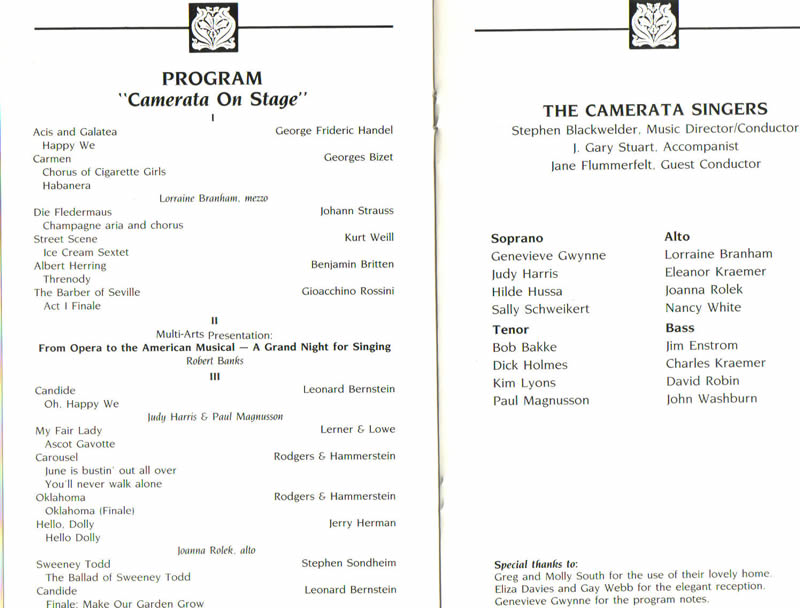 PROGRAM
"Camerata On Stage"
I
Acis and Galatea George Frideric Handel
Happy We
Carmen Georges Bizet
Chorus of Cigarette Girls
Habanera
Lorraine Branham, mezzo
Die Fledermaus Johann Strauss
Champagne aria and chorus
Street Scene Kurt Weill
Ice Cream Sextet
Albert Herring Benjamin Britten
Threnody
The Barber of Seville Gioacchino Rossini
Act I Finale
II
Multi-Arts Presentation:
From Opera to the American Musical — A Grand Night for Singing
Robert Banks
III
Candide Leonard Bernstein
Oh, Happy We
Judy Harris & Paul Magnusson
My Fair Lady Lerner & Lowe
Ascot Gavotte
Carousel Rodgers & Hammerstein
June is bustin' out all over
You'll never walk alone
Oklahoma Rodgers & Hammerstein
Oklahoma (Finale)
Hello, Dolly Jerry Herman
Hello Dolly
Joanna Rolek, alto
Sweeney Todd Stephen Sondheim
The Ballad of Sweeney Todd
Candide Leonard Bernstein
Finale: Make Our Garden Grow
THE CAMERATA SINGERS
Stephen Blackwelder, Music Director/Conductor
J. Gary Stuart, Accompanist
Jane Flummerfelt, Guest Conductor
Soprano
Genevieve Gwynne
Judy Harris
Hilde Hussa
Sally Schweikert
Tenor
Bob Bakke
Dick Holmes
Kim Lyons
Paul Magnusson
Alto
Lorraine Branham
Eleanor Kraemer
Joanna Rolek
Nancy White
Bass
Jim Enstrom
Charles Kraemer
David Robin
John Washburn
Special thanks to:
Greg and Molly South for the use of their lovely home.
Eliza Davies and Gay Webb for the elegant reception.
Genevieve Gwynne for the program notes.